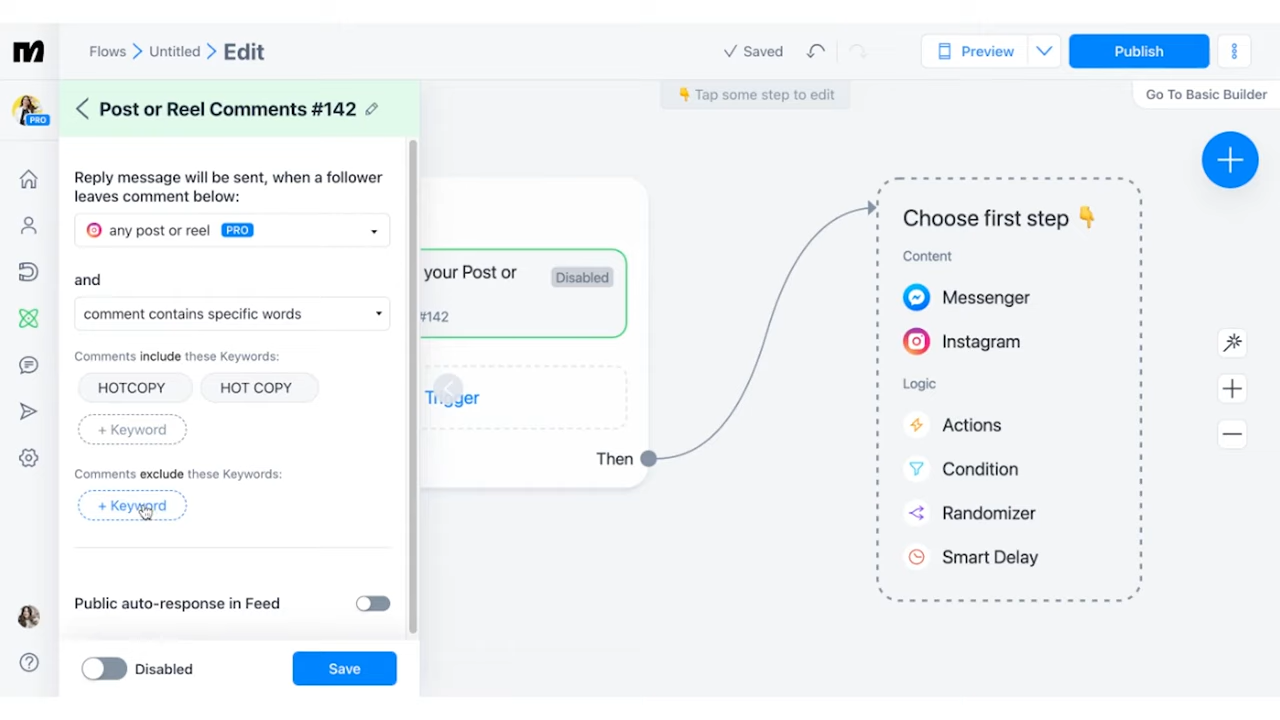 Flows > Untitled > Edit
Saved
Preview
Publish
PRO
Post or Reel Comments #142
👇 Tap some step to edit
Go To Basic Builder
Reply message will be sent, when a follower
leaves comment below:
any post or reel PRO
and
comment contains specific words
Comments include these Keywords:
HOTCOPY
HOT COPY
+ Keyword
Comments exclude these Keywords:
+ Keyword
Public auto-response in Feed
Disabled
Save
your Post or
Disabled
#142
Trigger
Then
Choose first step 👇
Content
Messenger
Instagram
Logic
Actions
Condition
Randomizer
Smart Delay